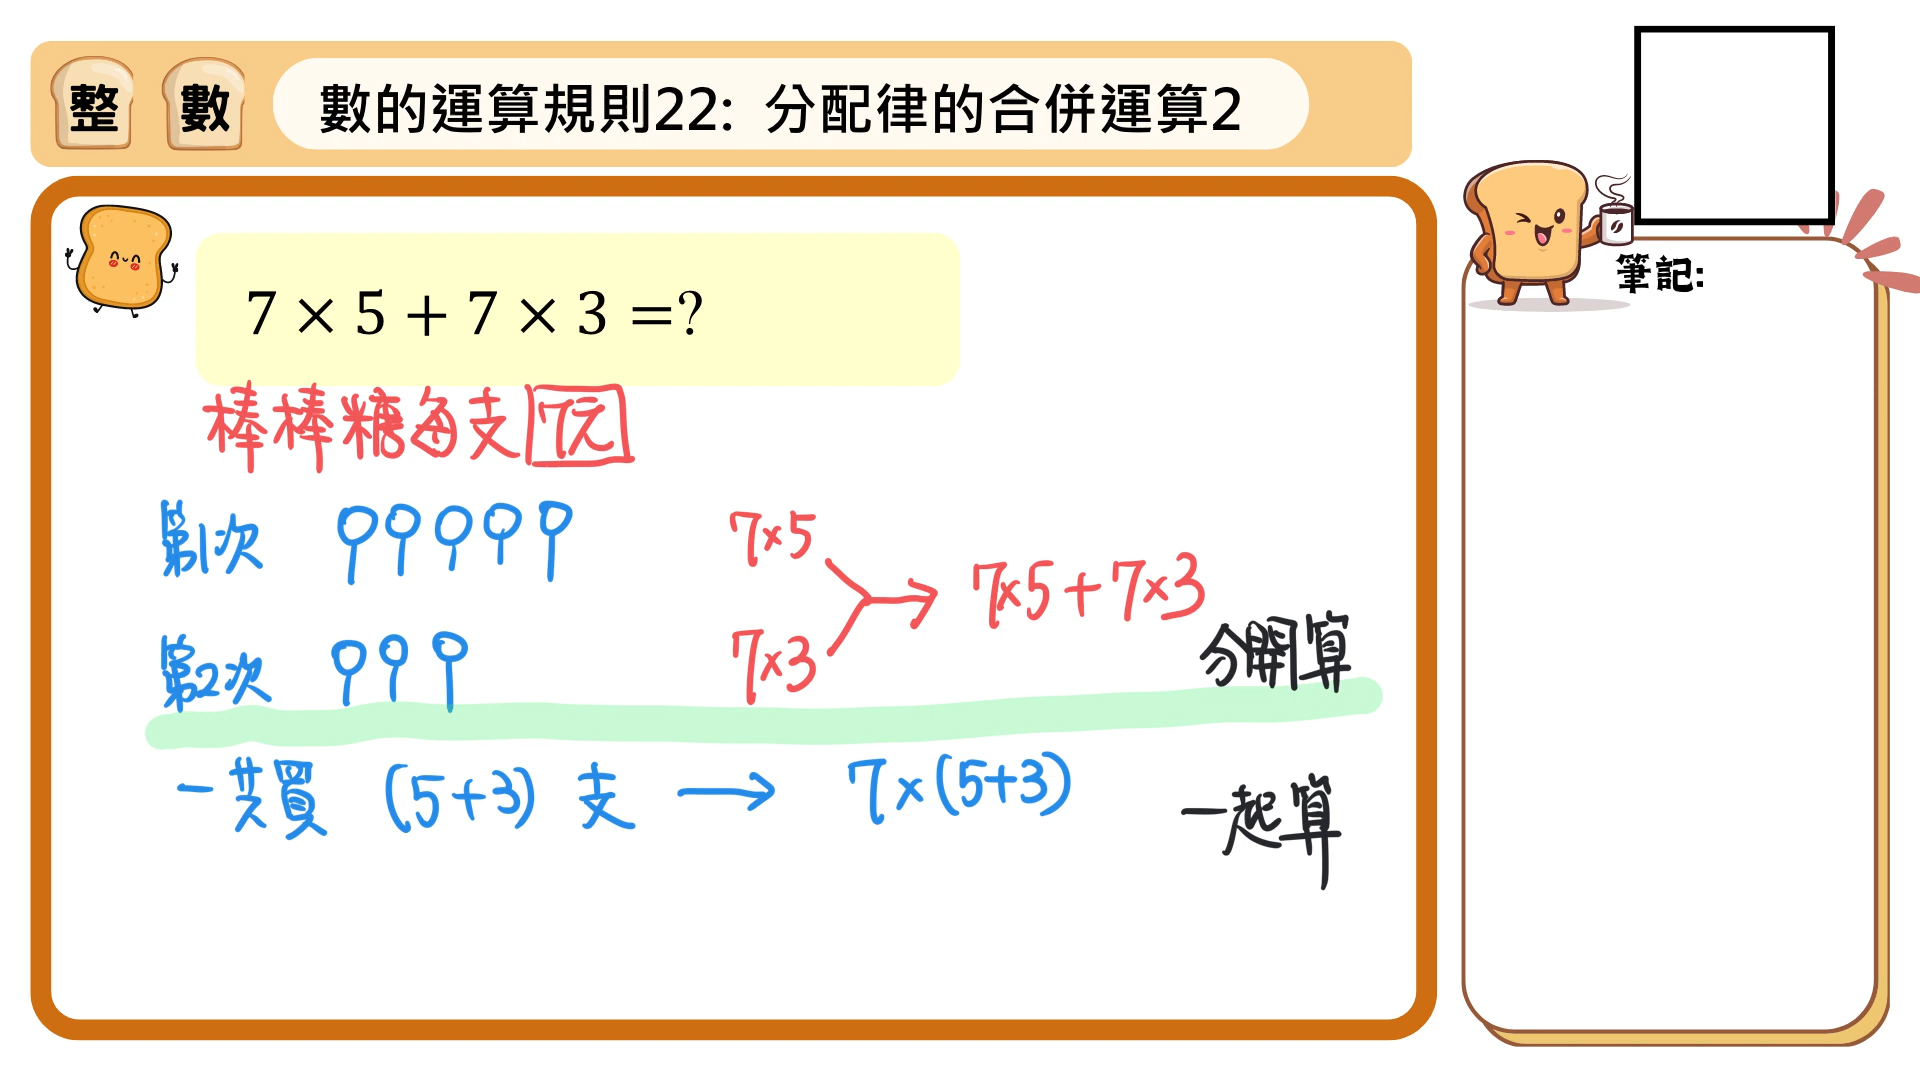 整 數 數的運算規則22: 分配律的合併運算2
筆記:
7 × 5 + 7 × 3 =?
棒棒糖每支 7元
第1次 7×5
7×5+7×3
第2次 7×3
分開算
一共買 (5+3) 支 → 7×(5+3)
一起算